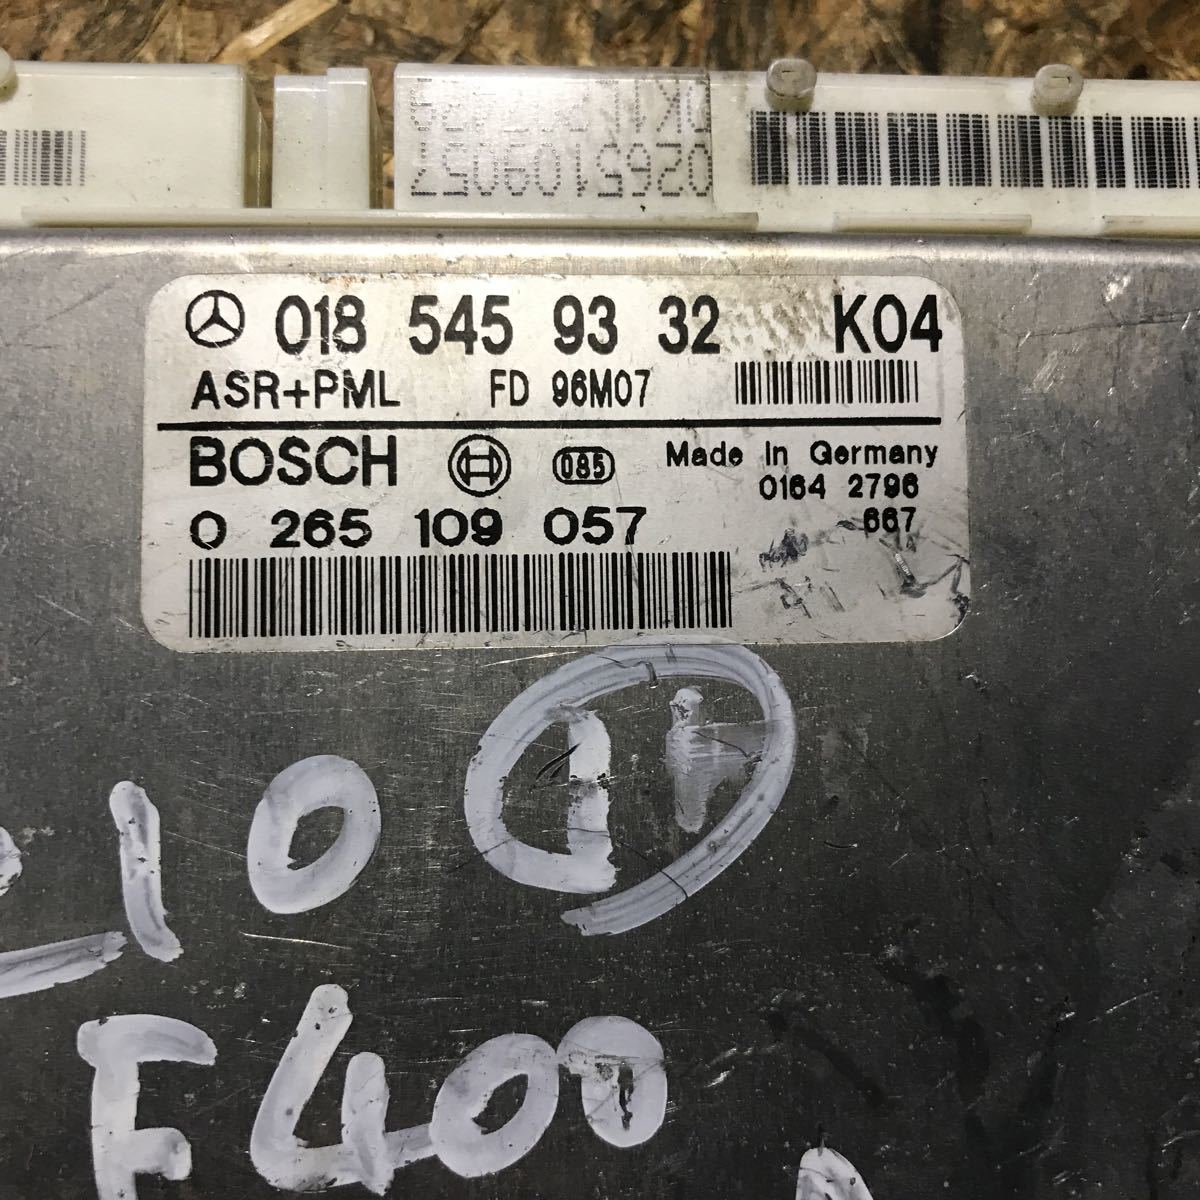 0265109057
018 545 93 32 K04
ASR+PML FD 96M07
BOSCH 085 Made In Germany
0164 2796
0 265 109 057 667
210 11
E400